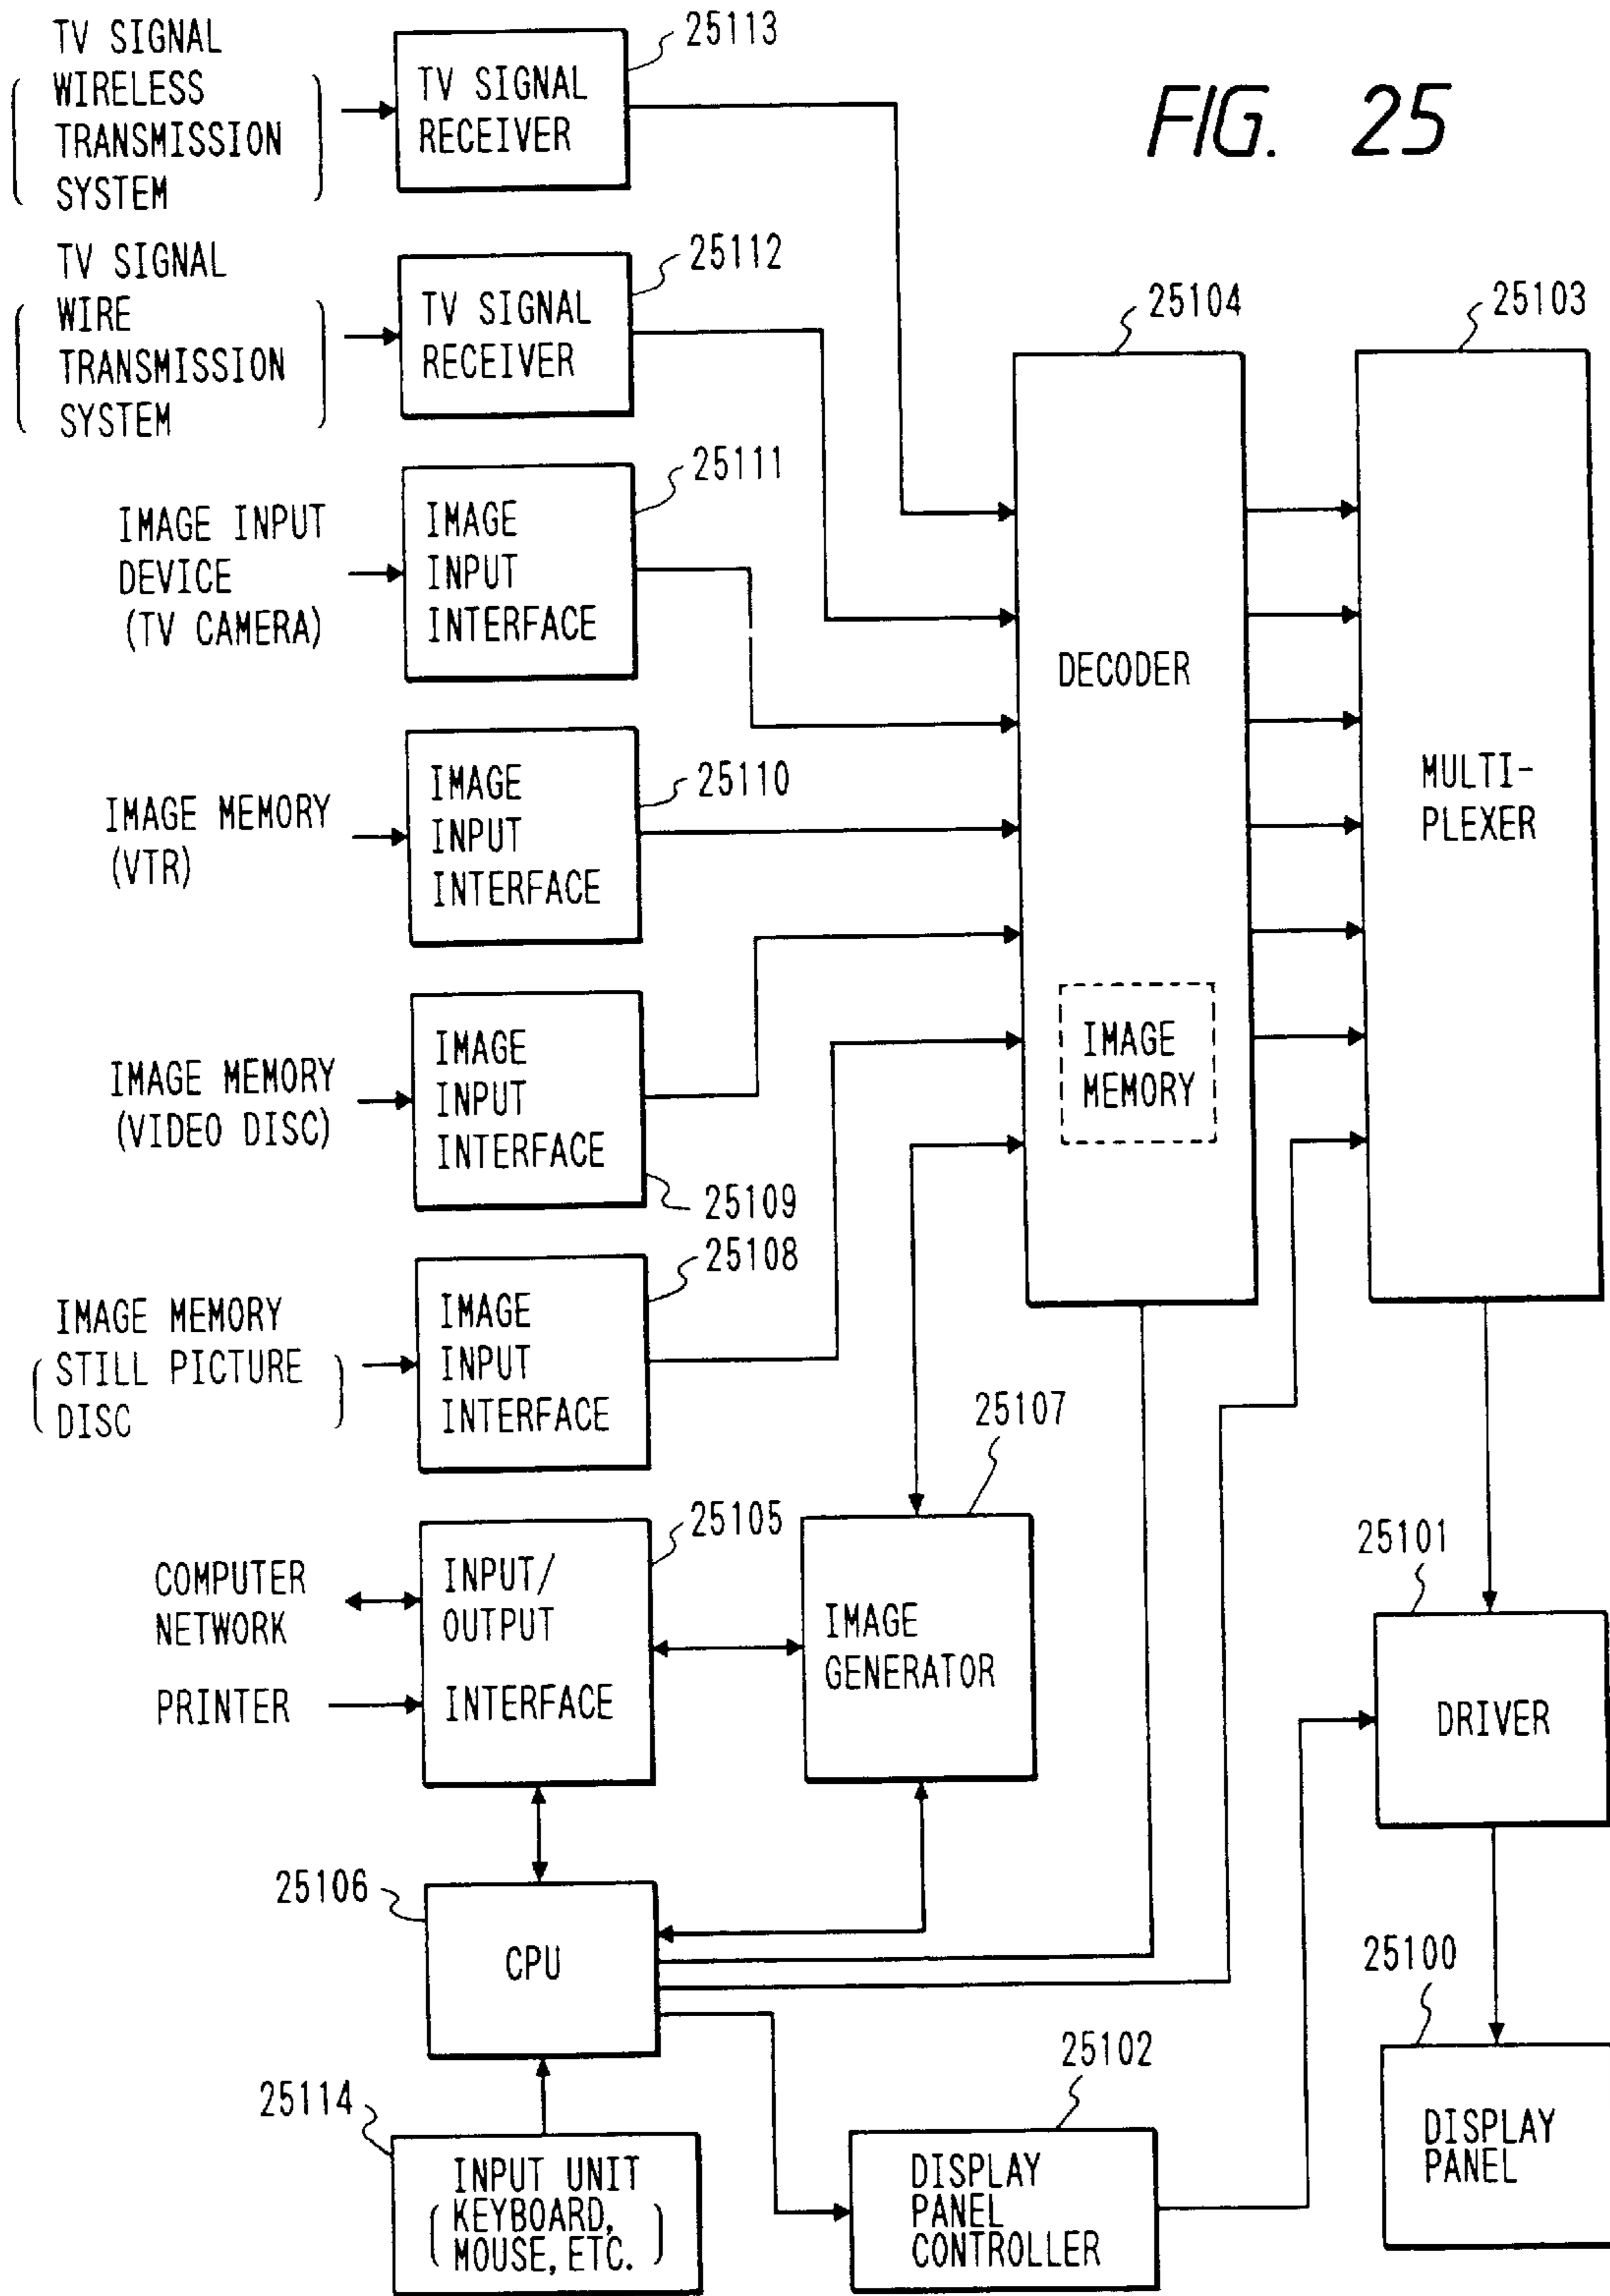 FIG. 25
TV SIGNAL
WIRELESS
TRANSMISSION
SYSTEM
TV SIGNAL
RECEIVER
25113
TV SIGNAL
WIRE
TRANSMISSION
SYSTEM
TV SIGNAL
RECEIVER
25112
IMAGE INPUT
DEVICE
(TV CAMERA)
IMAGE
INPUT
INTERFACE
25111
IMAGE MEMORY
(VTR)
IMAGE
INPUT
INTERFACE
25110
IMAGE MEMORY
(VIDEO DISC)
IMAGE
INPUT
INTERFACE
25109
IMAGE MEMORY
(STILL PICTURE
DISC)
IMAGE
INPUT
INTERFACE
25108
25104
DECODER
IMAGE
MEMORY
25103
MULTI-
PLEXER
COMPUTER
NETWORK
PRINTER
INPUT/
OUTPUT
INTERFACE
25105
IMAGE
GENERATOR
25107
25101
DRIVER
25106
CPU
25100
DISPLAY
PANEL
25114
INPUT UNIT
(KEYBOARD,
MOUSE, ETC.)
25102
DISPLAY
PANEL
CONTROLLER